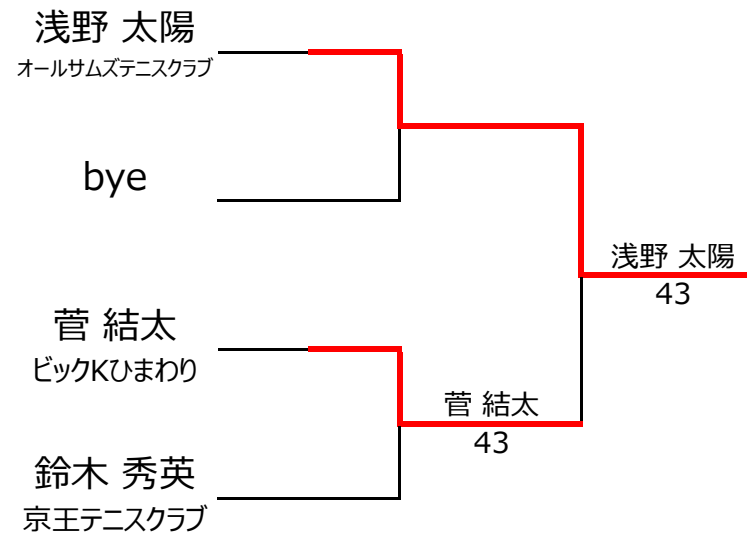 浅野 太陽
オールサムズテニスクラブ
bye
浅野 太陽
43
菅 結太
ビックKひまわり
菅 結太
43
鈴木 秀英
京王テニスクラブ